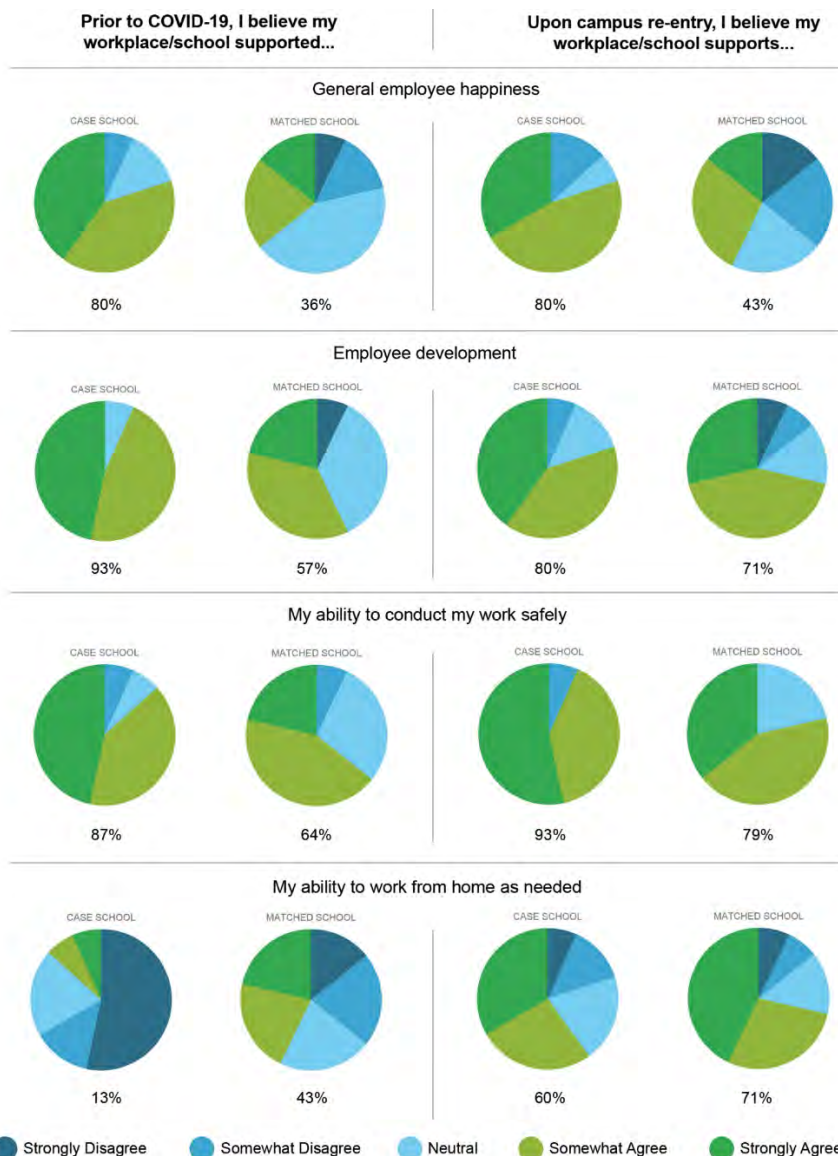 Prior to COVID-19, I believe my
workplace/school supported...
Upon campus re-entry, I believe my
workplace/school supports...
General employee happiness
CASE SCHOOL
MATCHED SCHOOL
CASE SCHOOL
MATCHED SCHOOL
80%
36%
80%
43%
Employee development
CASE SCHOOL
MATCHED SCHOOL
CASE SCHOOL
MATCHED SCHOOL
93%
57%
80%
71%
My ability to conduct my work safely
CASE SCHOOL
MATCHED SCHOOL
CASE SCHOOL
MATCHED SCHOOL
87%
64%
93%
79%
My ability to work from home as needed
CASE SCHOOL
MATCHED SCHOOL
CASE SCHOOL
MATCHED SCHOOL
13%
43%
60%
71%
Strongly Disagree
Somewhat Disagree
Neutral
Somewhat Agree
Strongly Agree